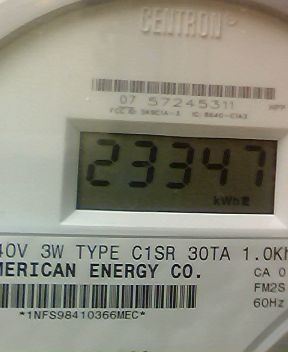 CENTRON
07 57245311
23347
kWh
40V 3W TYPE C1SR 30TA 1.0Kh
MERICAN ENERGY CO.
CA 0
FM2S
60Hz
*1NFS98410366MEC*